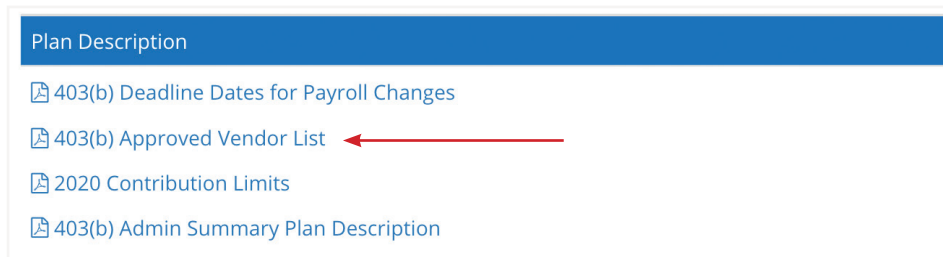 Plan Description
403(b) Deadline Dates for Payroll Changes
403(b) Approved Vendor List
2020 Contribution Limits
403(b) Admin Summary Plan Description